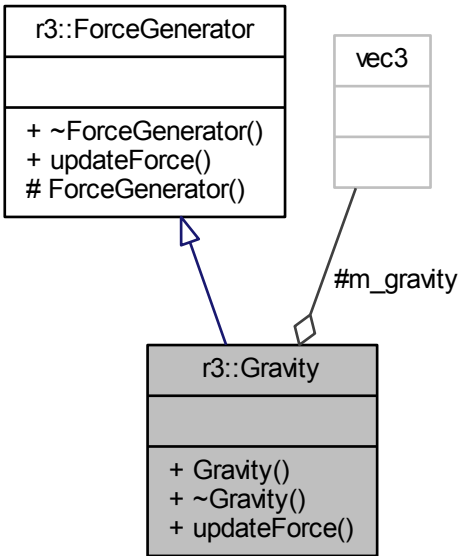 r3::ForceGenerator
+ ~ForceGenerator()
+ updateForce()
# ForceGenerator()
vec3
#m_gravity
r3::Gravity
+ Gravity()
+ ~Gravity()
+ updateForce()